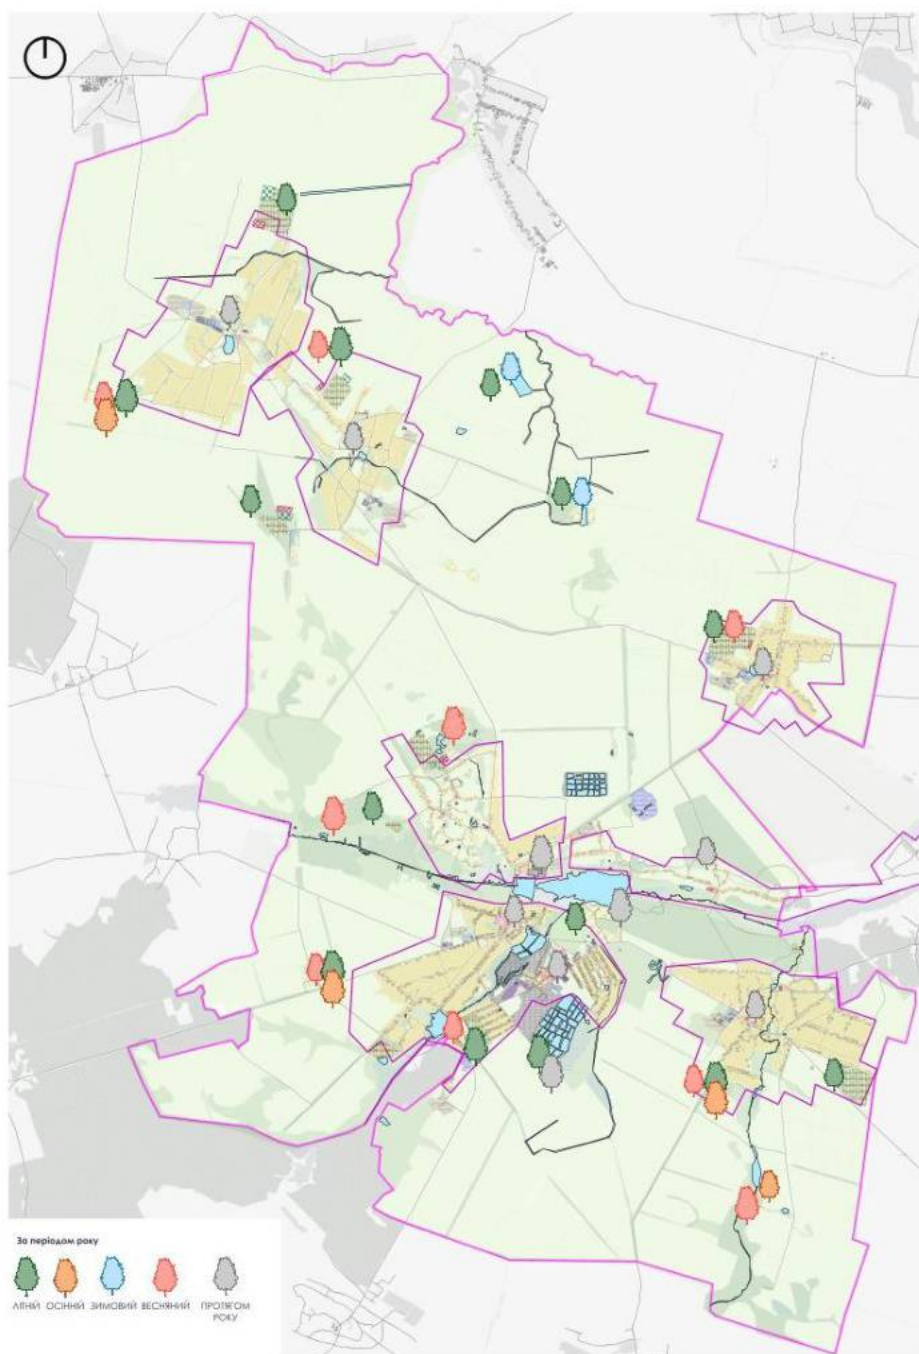 За періодом року
ЛІТНІЙ ОСІННІЙ ЗИМОВИЙ ВЕСНЯНИЙ ПРОТЯГОМ
РОКУ